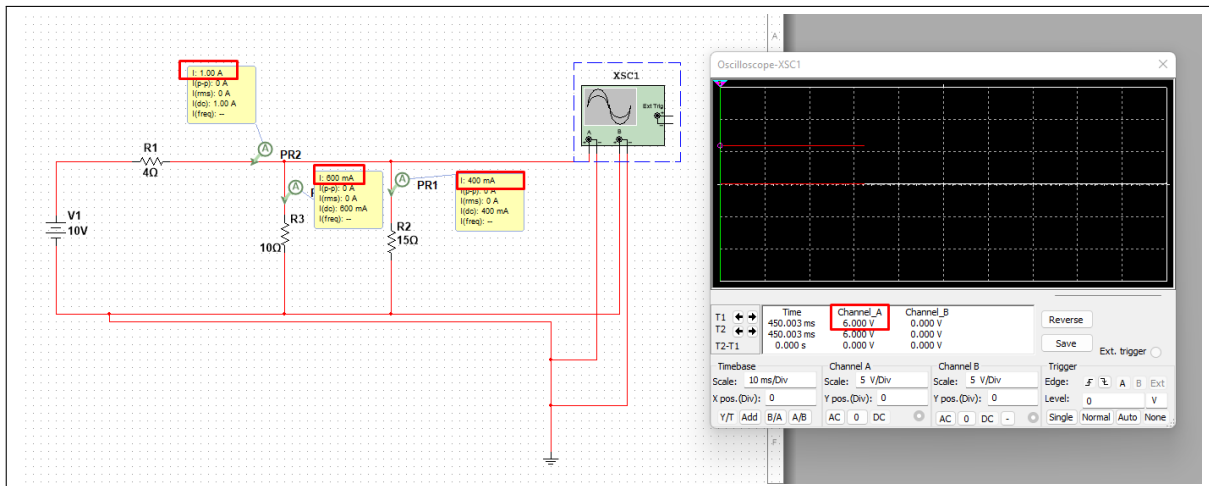 A
I: 1.00 A
I(p-p): 0 A
I(rms): 0 A
I(dc): 1.00 A
I(freq): --
XSC1
Ext Trig
A
B
R1
4Ω
PR2
I: 600 mA
I(p-p): 0 A
I(rms): 0 A
I(dc): 600 mA
I(freq): --
I: 400 mA
I(p-p): 0 A
I(rms): 0 A
I(dc): 400 mA
I(freq): --
PR1
V1
10V
R3
10Ω
R2
15Ω
F
Oscilloscope-XSC1
Time Channel_A Channel_B
T1 450.003 ms 6.000 V 0.000 V
T2 450.003 ms 6.000 V 0.000 V
T2-T1 0.000 s 0.000 V 0.000 V
Reverse
Save
Ext. trigger
Timebase
Scale: 10 ms/Div
X pos.(Div): 0
Y/T Add B/A A/B
Channel A
Scale: 5 V/Div
Y pos.(Div): 0
AC 0 DC
Channel B
Scale: 5 V/Div
Y pos.(Div): 0
AC 0 DC -
Trigger
Edge: A B Ext
Level: 0 V
Single Normal Auto None